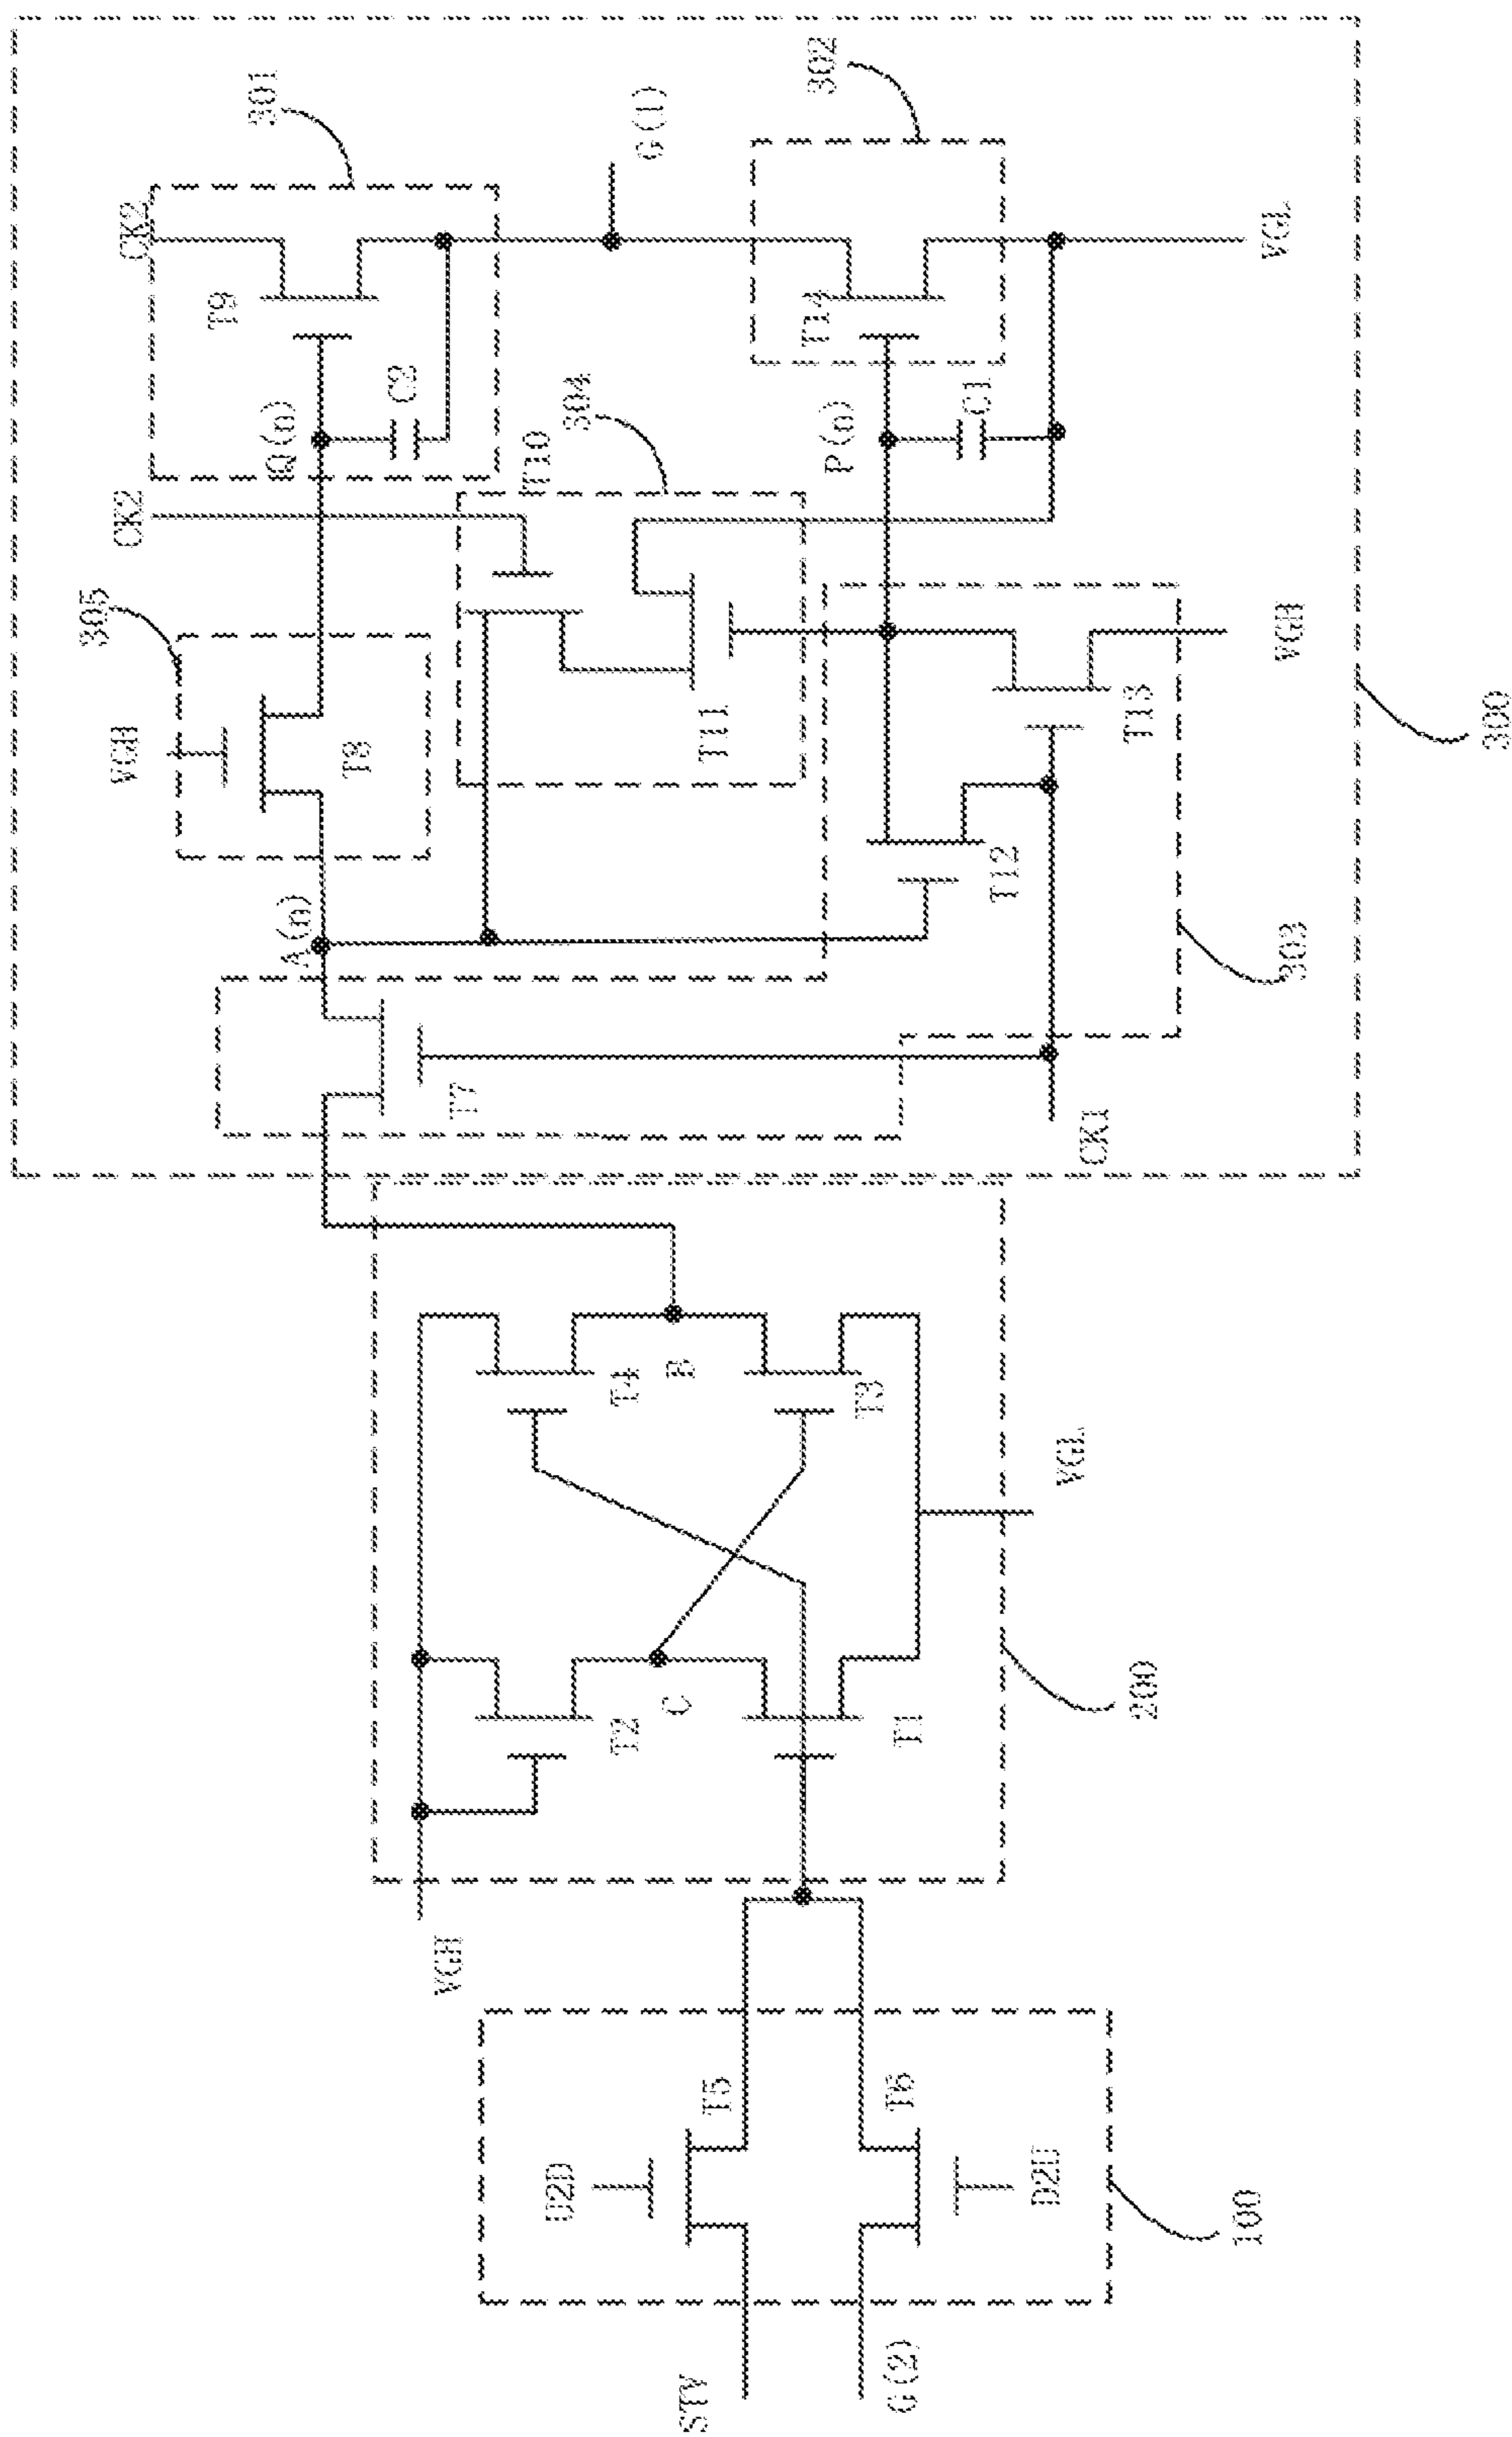 STV
G(2)
U2D
T5
T6
D2U
100
VGH
T2
C
T1
200
T4
B
T3
VGL
T7
CK1
A(n)
303
T12
305
VGH
T8
T11
T13
VGH
300
CK2
Q(n)
T10
304
P(n)
C2
C1
T9
CK2
T14
301
G(1)
302
VGL